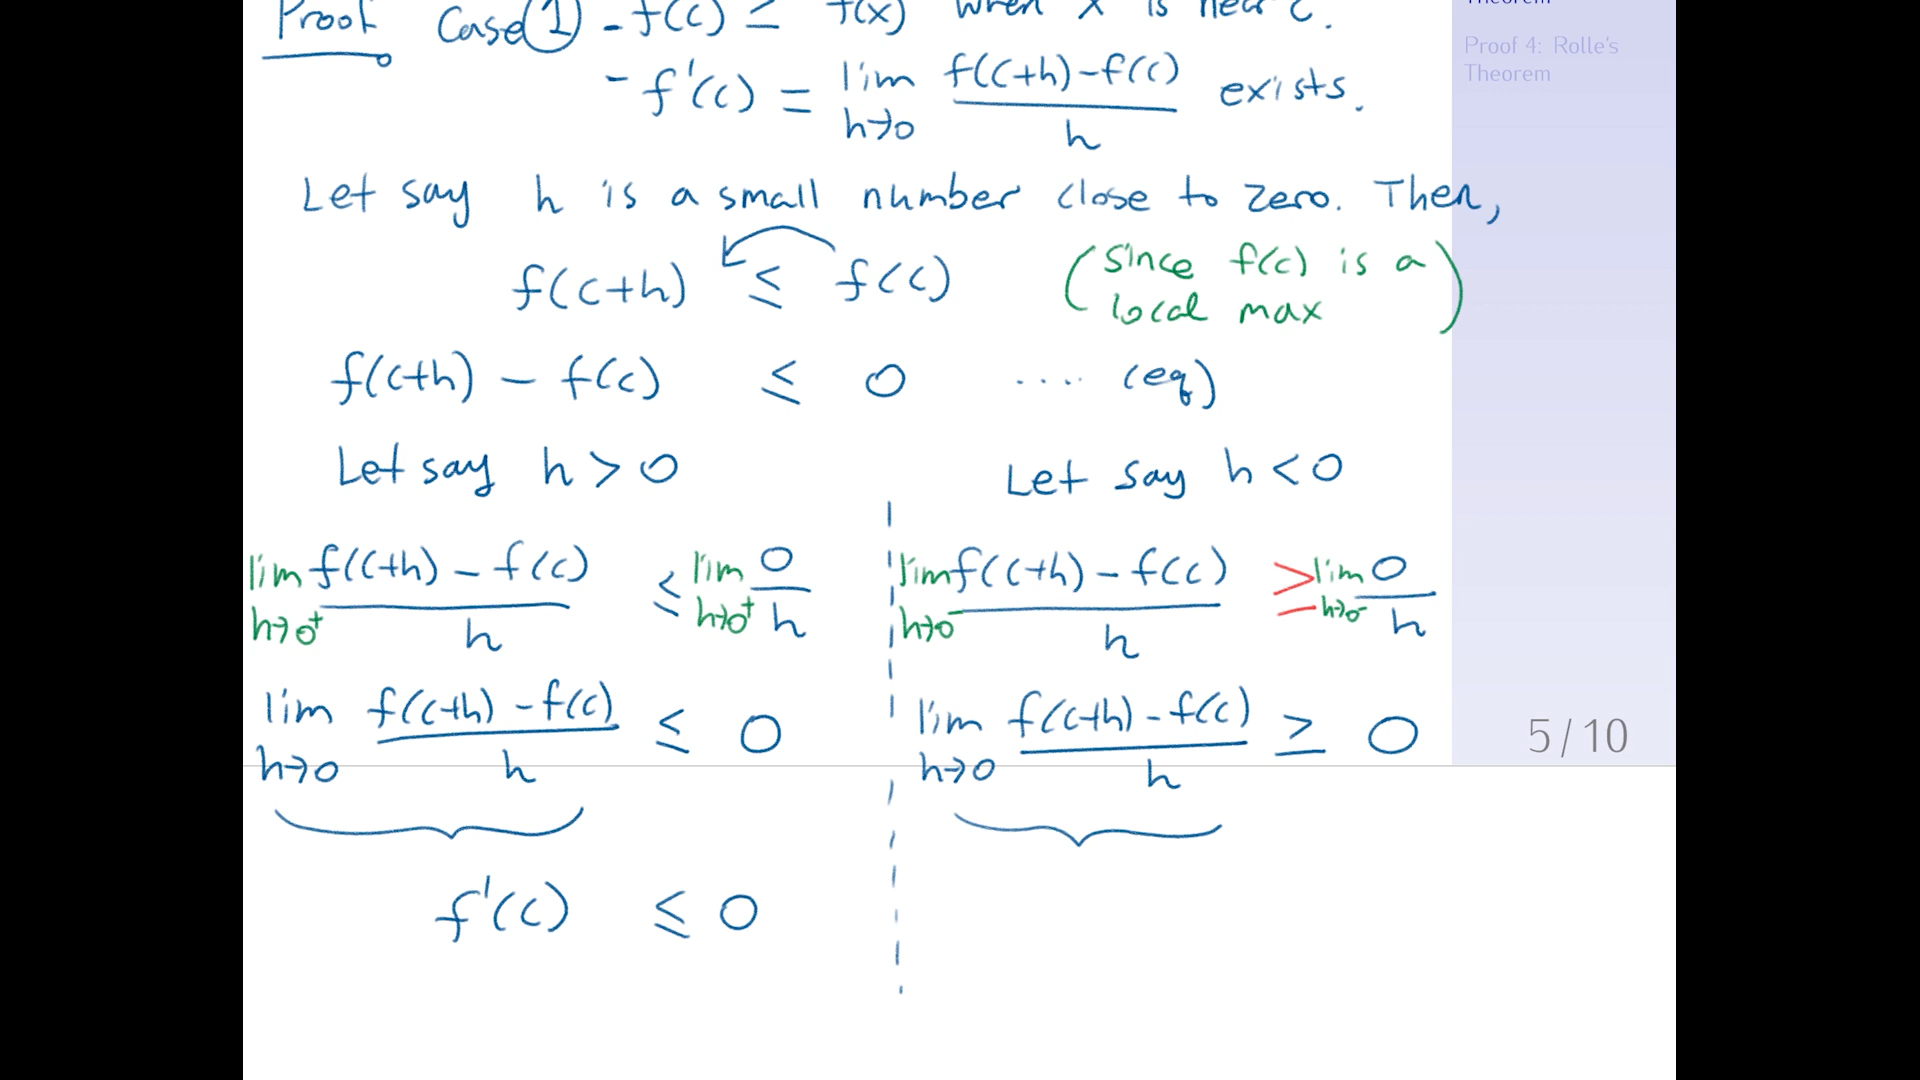 Proof Case ① - f(c) ≥ f(x) when x is near c.
Theorem
Proof 4: Rolle's
Theorem
- f'(c) = lim h→0 f(c+h)-f(c) / h exists.
Let say h is a small number close to zero. Then,
f(c+h) ≤ f(c) (since f(c) is a local max)
f(c+h) - f(c) ≤ 0 .... (eq)
Let say h > 0
lim h→0⁺ f(c+h) - f(c) / h ≤ lim h→0⁺ 0 / h
lim h→0 f(c+h) - f(c) / h ≤ 0
f'(c) ≤ 0
Let say h < 0
lim h→0⁻ f(c+h) - f(c) / h ≥ lim h→0⁻ 0 / h
lim h→0 f(c+h) - f(c) / h ≥ 0
5/10